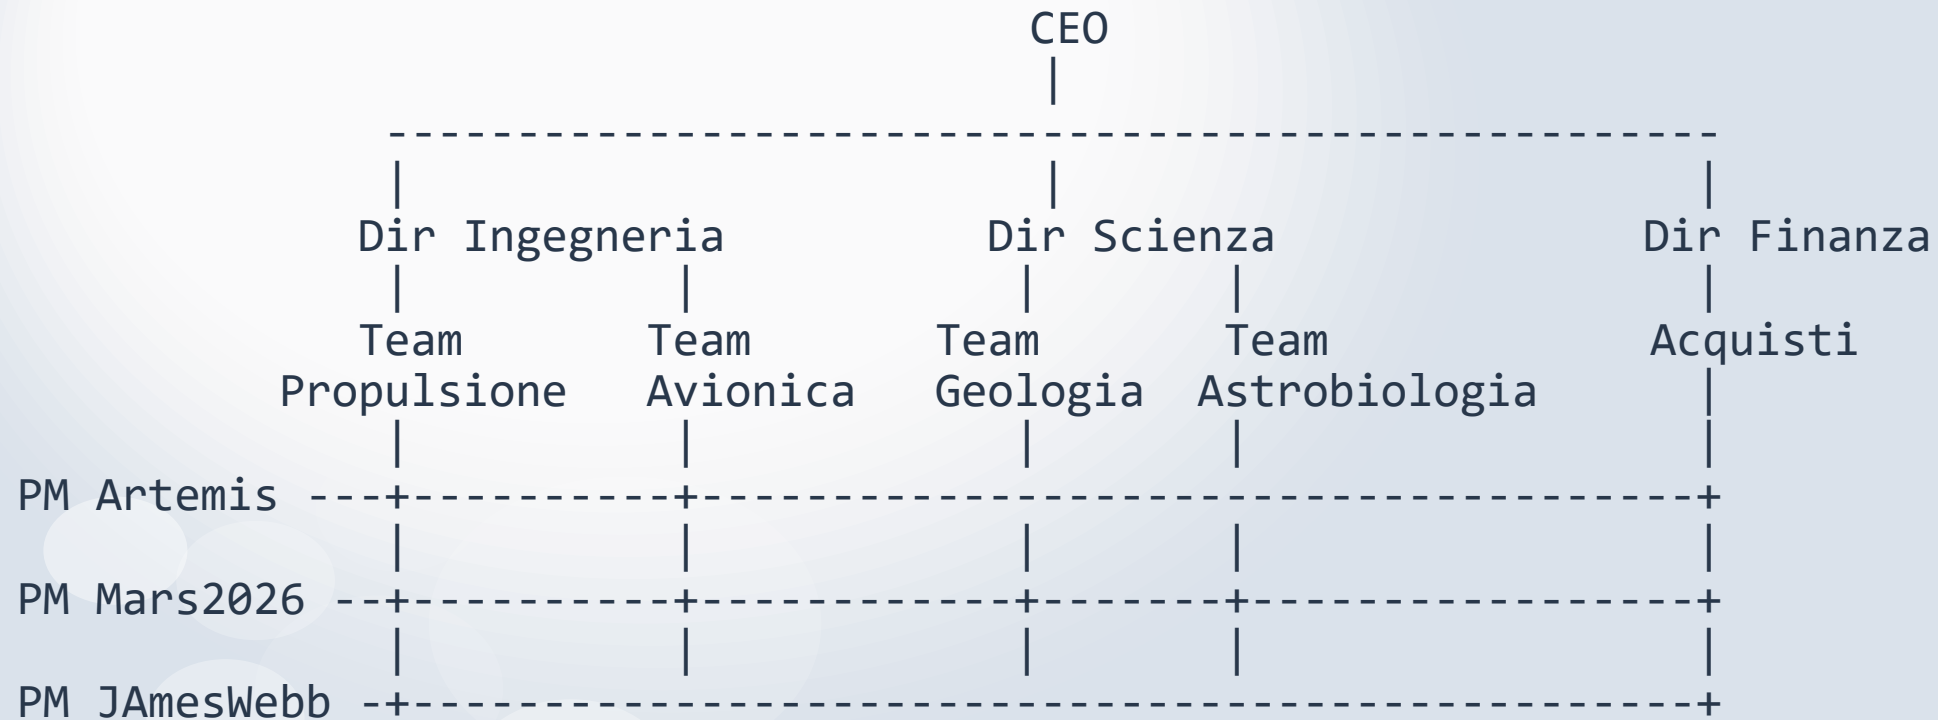 CEO
|
---------------------------------------------------
| | |
Dir Ingegneria Dir Scienza Dir Finanza
| | | | |
Team Team Team Team Acquisti
Propulsione Avionica Geologia Astrobiologia |
| | | | |
PM Artemis ---+----------+--------------------------------------+
| | | | |
PM Mars2026 --+----------+------------+-------+-----------------+
| | | | |
PM JAmesWebb -+-------------------------------------------------+